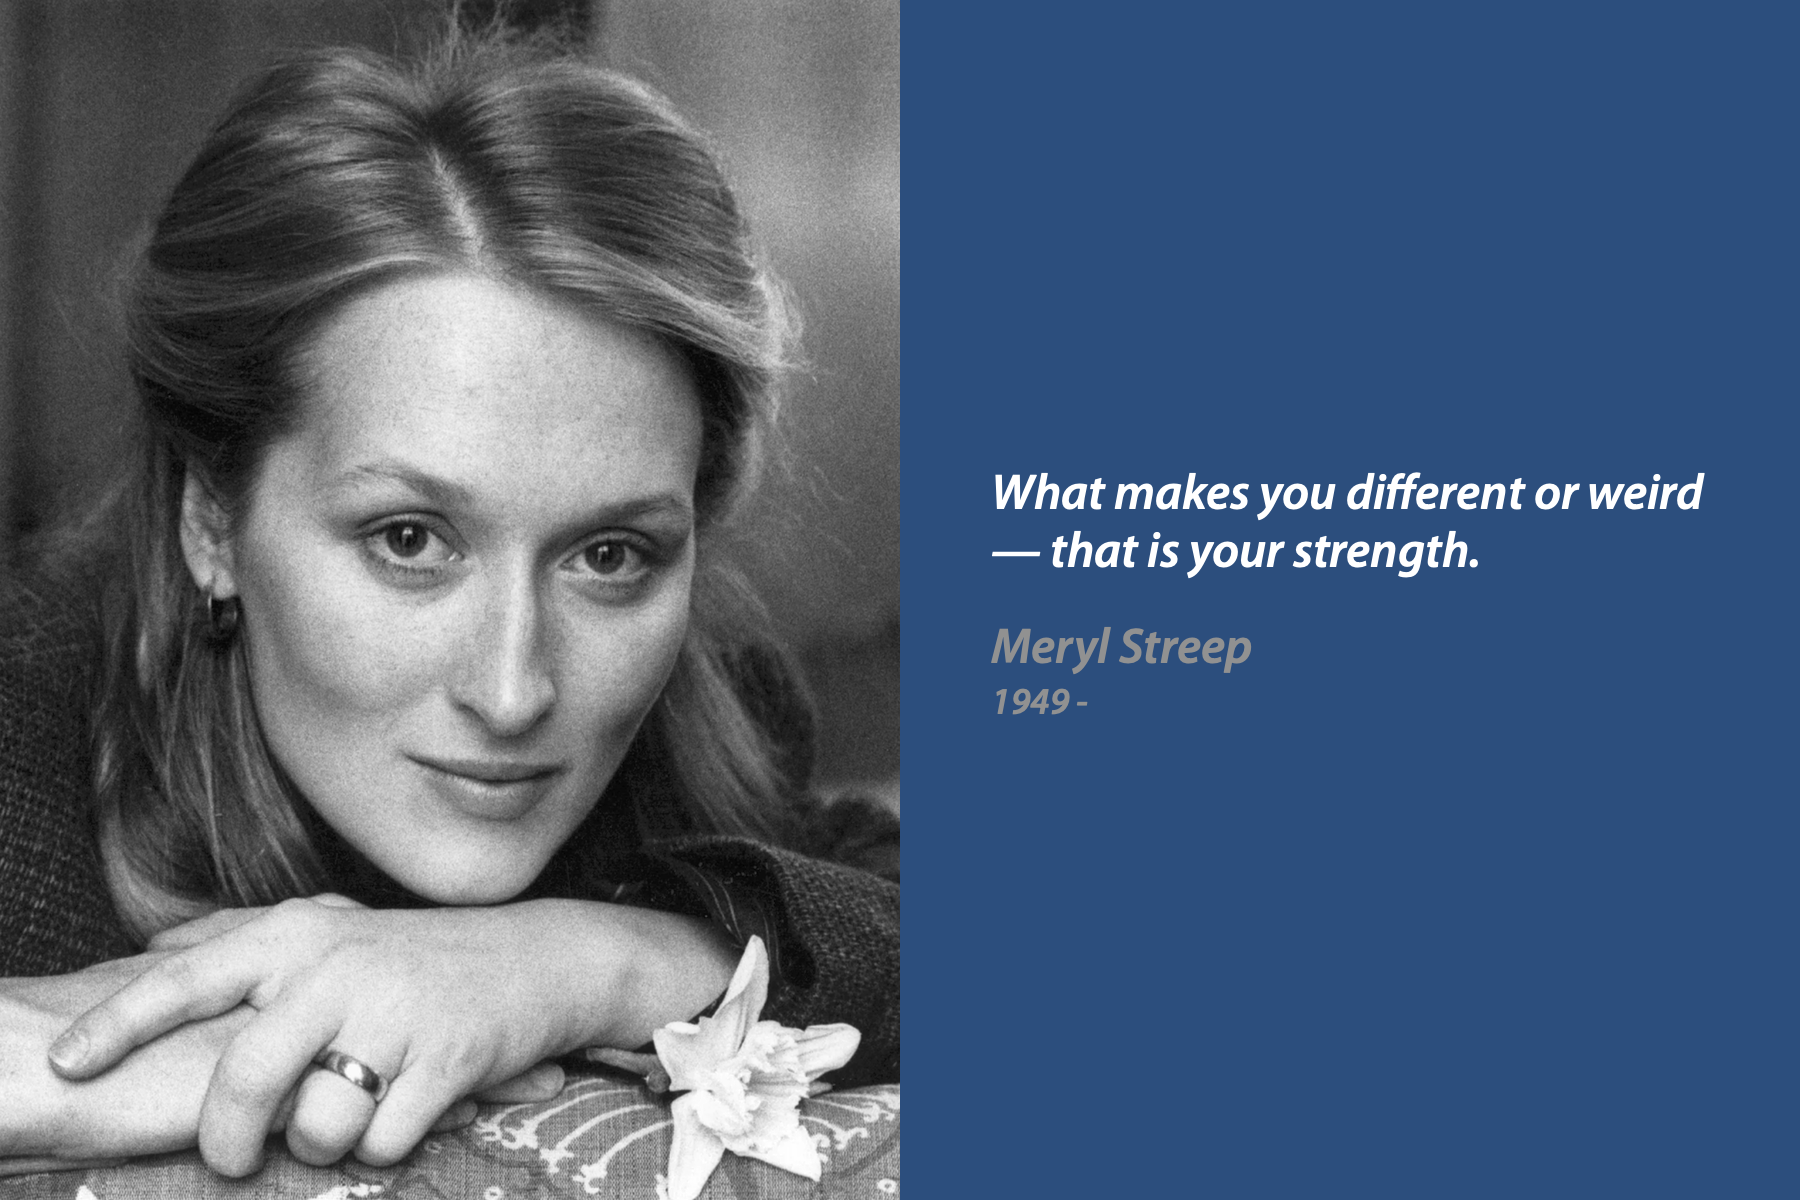 What makes you different or weird
— that is your strength.
Meryl Streep
1949 -